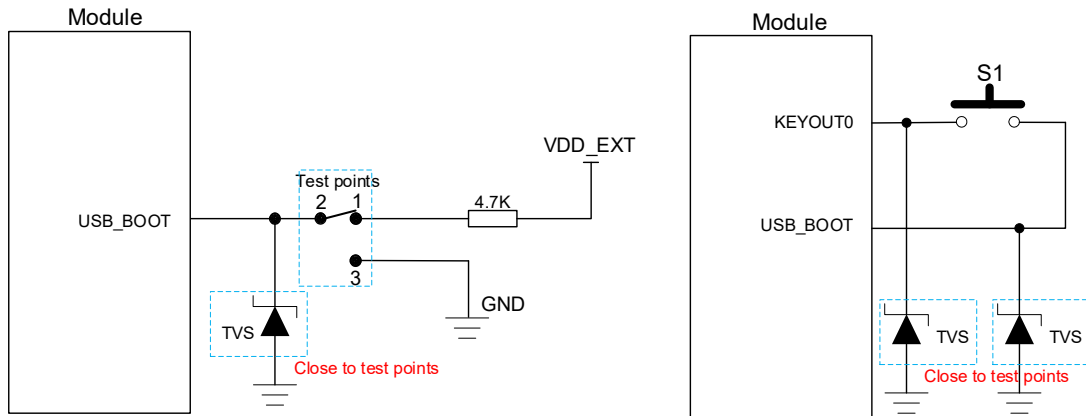 Module
USB_BOOT
Test points
2 1
3
4.7K
VDD_EXT
GND
TVS
Close to test points
Module
S1
KEYOUT0
USB_BOOT
TVS
TVS
Close to test points